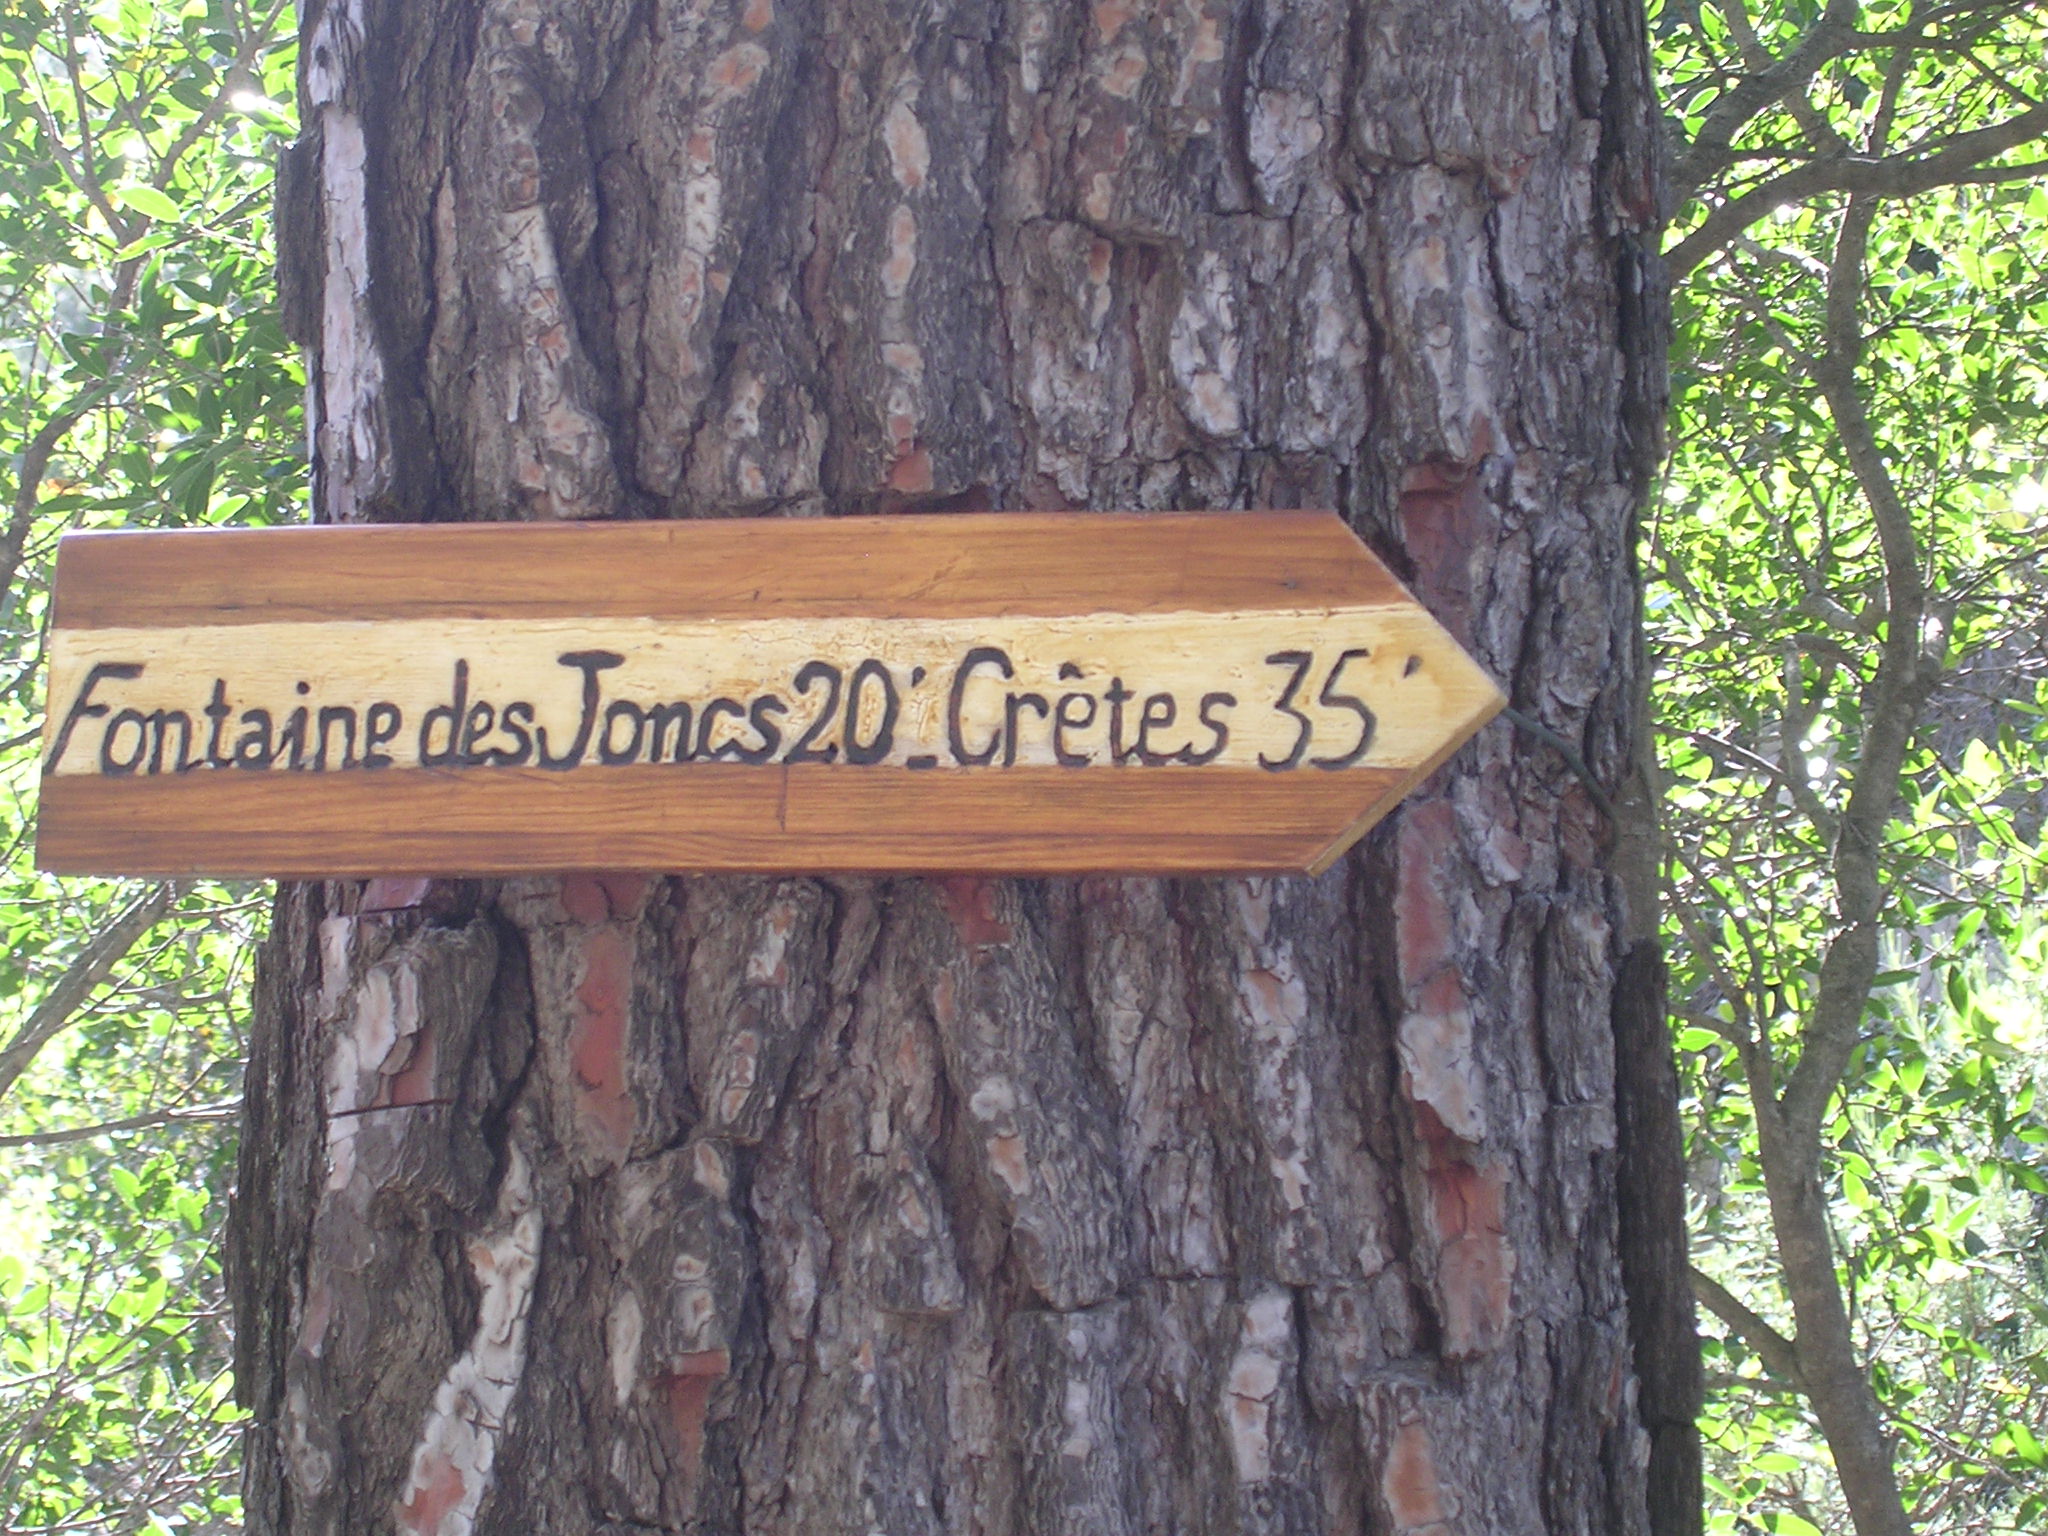 Fontaine des Joncs 20'_Crêtes 35'